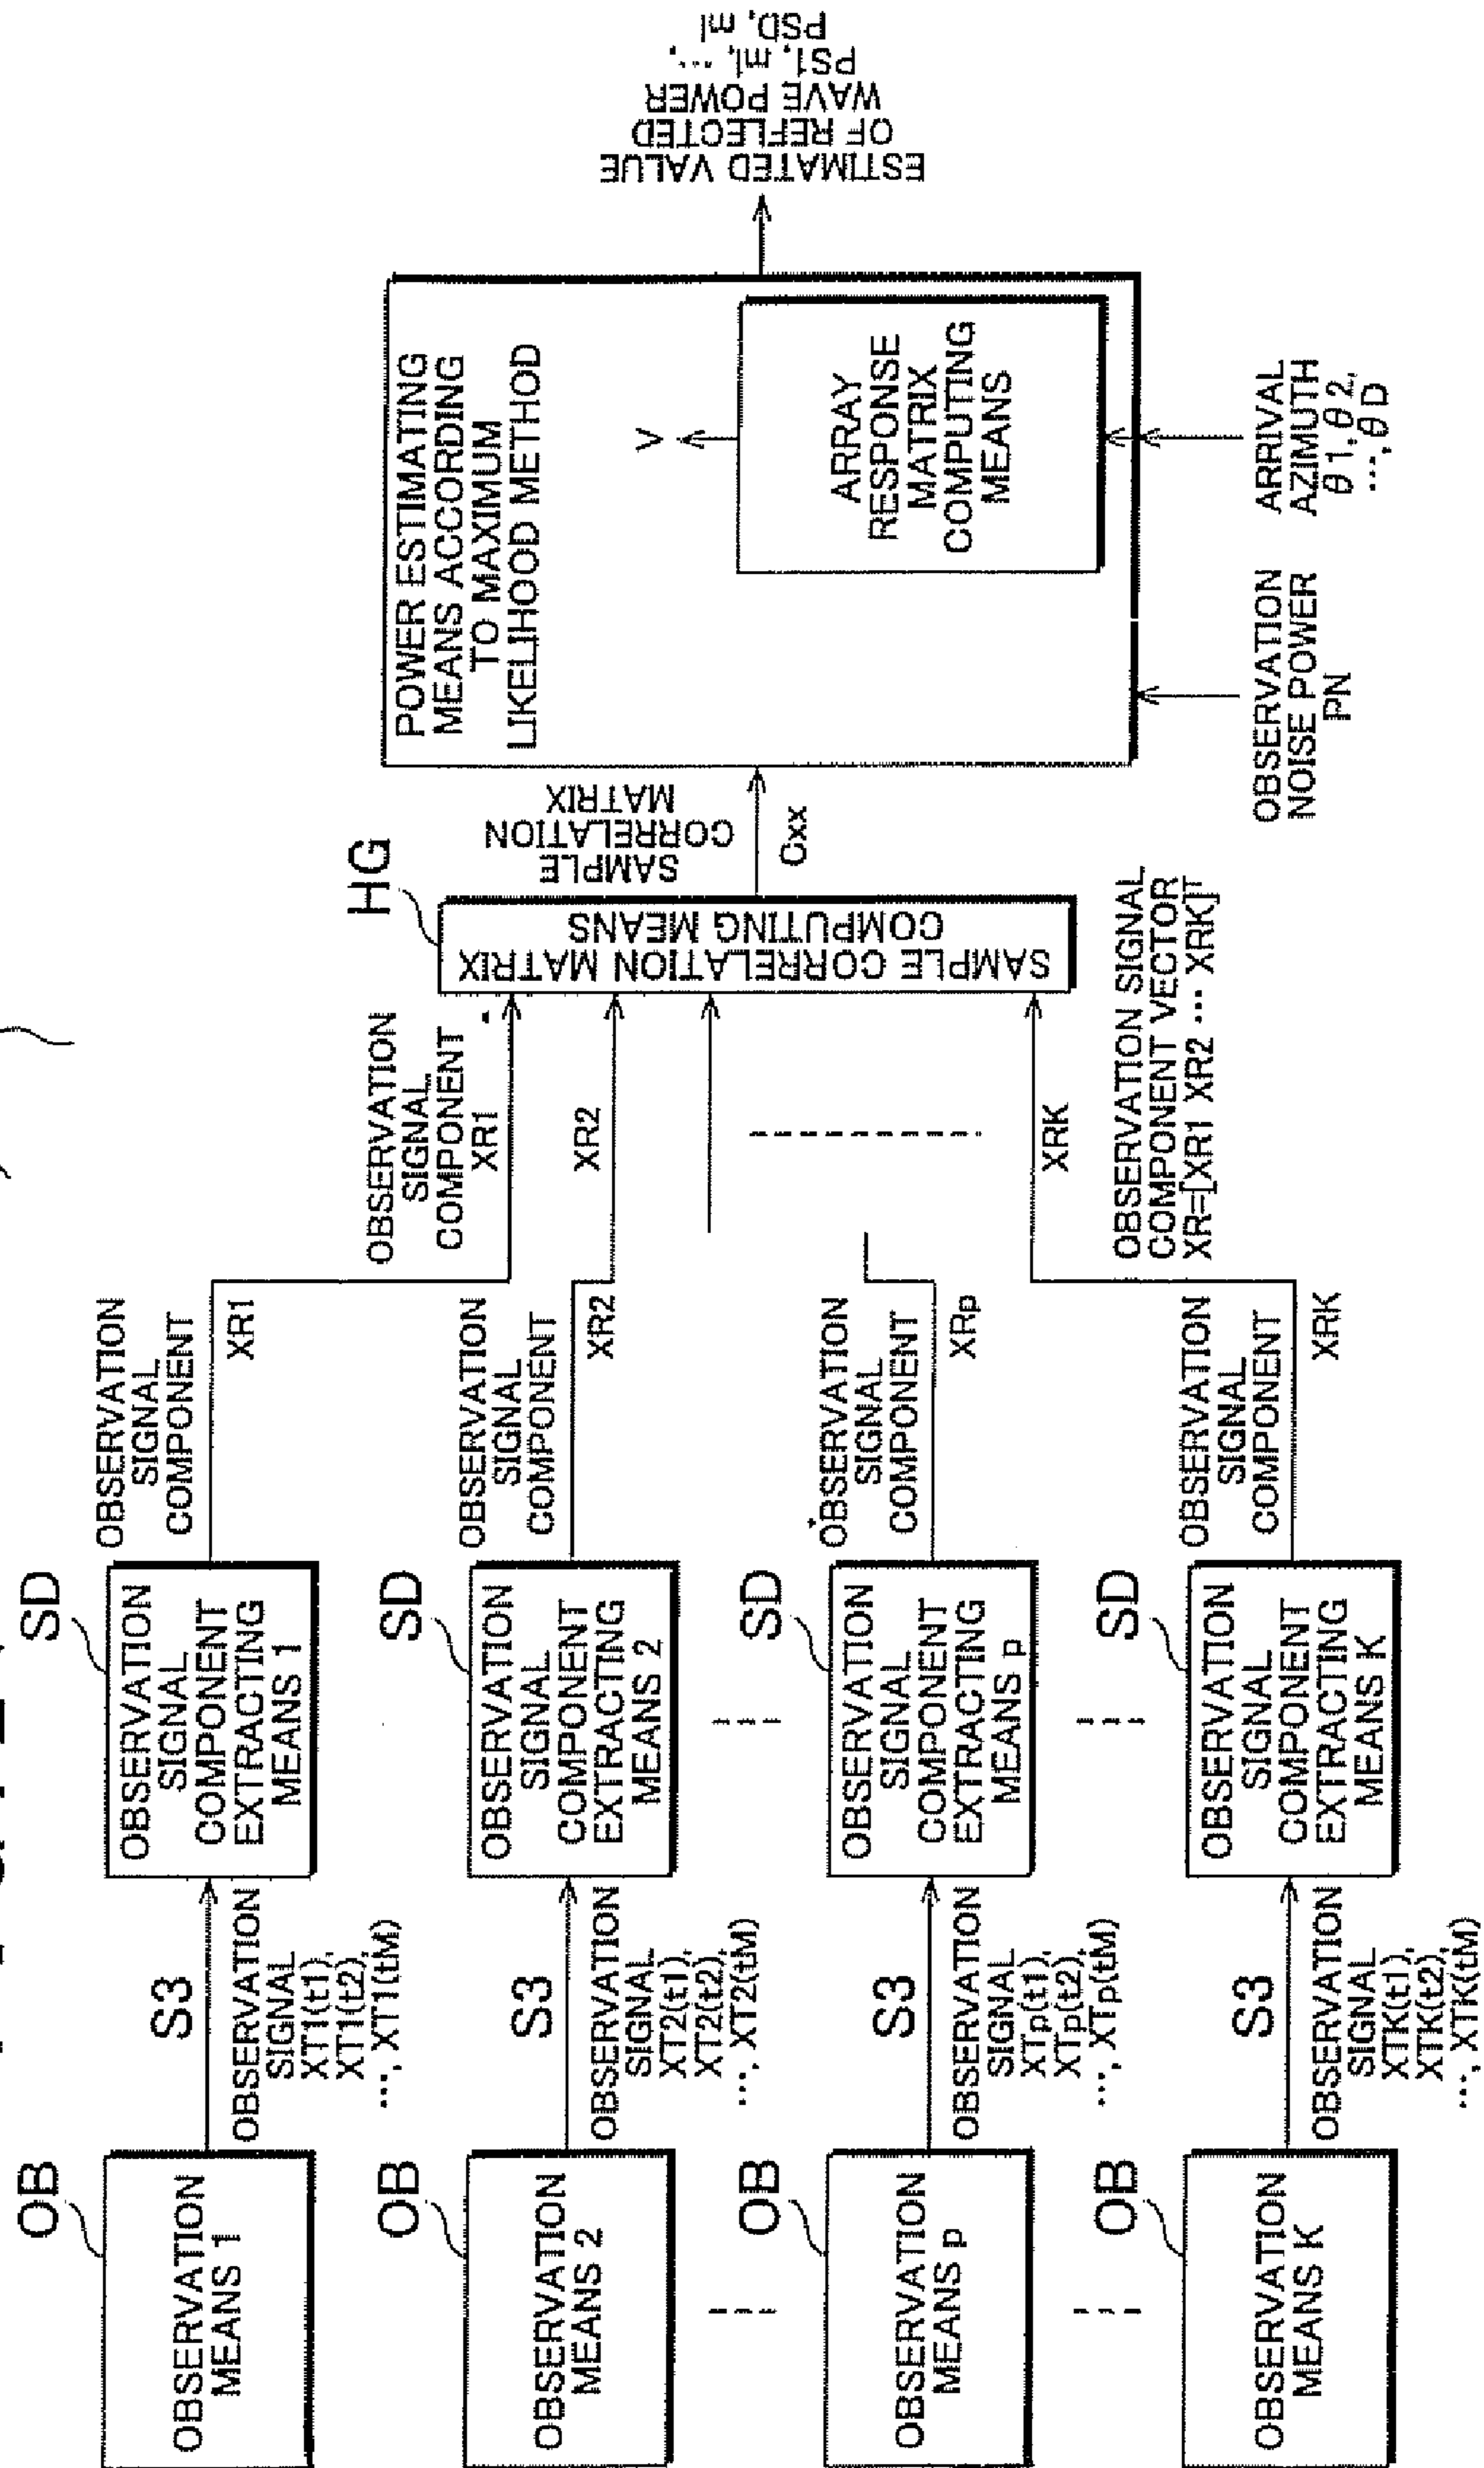 OB
OBSERVATION
MEANS 1
S3
OBSERVATION
SIGNAL
XT1(t1),
XT1(t2),
..., XT1(tM)
SD
OBSERVATION
SIGNAL
COMPONENT
EXTRACTING
MEANS 1
OBSERVATION
SIGNAL
COMPONENT
XR1
OB
OBSERVATION
MEANS 2
S3
OBSERVATION
SIGNAL
XT2(t1),
XT2(t2),
..., XT2(tM)
SD
OBSERVATION
SIGNAL
COMPONENT
EXTRACTING
MEANS 2
OBSERVATION
SIGNAL
COMPONENT
XR2
OB
OBSERVATION
MEANS p
S3
OBSERVATION
SIGNAL
XTp(t1),
XTp(t2),
..., XTp(tM)
SD
OBSERVATION
SIGNAL
COMPONENT
EXTRACTING
MEANS p
OBSERVATION
SIGNAL
COMPONENT
XRp
OB
OBSERVATION
MEANS K
S3
OBSERVATION
SIGNAL
XTK(t1),
XTK(t2),
..., XTK(tM)
SD
OBSERVATION
SIGNAL
COMPONENT
EXTRACTING
MEANS K
OBSERVATION
SIGNAL
COMPONENT
XRK
OBSERVATION
SIGNAL
COMPONENT
XR1
XR2
XRK
OBSERVATION SIGNAL
COMPONENT VECTOR
XR=[XR1 XR2 ... XRK]T
HG
SAMPLE CORRELATION MATRIX
COMPUTING MEANS
SAMPLE
CORRELATION
MATRIX
Cxx
POWER ESTIMATING
MEANS ACCORDING
TO MAXIMUM
LIKELIHOOD METHOD
V
ARRAY
RESPONSE
MATRIX
COMPUTING
MEANS
OBSERVATION
NOISE POWER
PN
ARRIVAL
AZIMUTH
θ1, θ2,
..., θD
ESTIMATED VALUE
OF REFLECTED
WAVE POWER
PS1, ml, ...,
PSD, ml